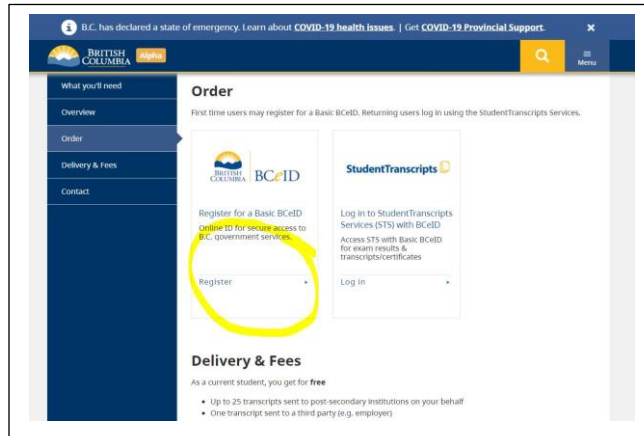 B.C. has declared a state of emergency. Learn about COVID-19 health issues. | Get COVID-19 Provincial Support.
BRITISH
COLUMBIA
Alpha
Menu
What you'll need
Overview
Order
Delivery & Fees
Contact
Order
First time users may register for a Basic BCeID. Returning users log in using the StudentTranscripts Services.
BRITISH
COLUMBIA
BCeID
Register for a Basic BCeID
Online ID for secure access to
B.C. government services.
Register
StudentTranscripts
Log in to StudentTranscripts
Services (STS) with BCeID
Access STS with Basic BCeID
for exam results &
transcripts/certificates
Log in
Delivery & Fees
As a current student, you get for free
• Up to 25 transcripts sent to post-secondary institutions on your behalf
• One transcript sent to a third party (e.g. employer)